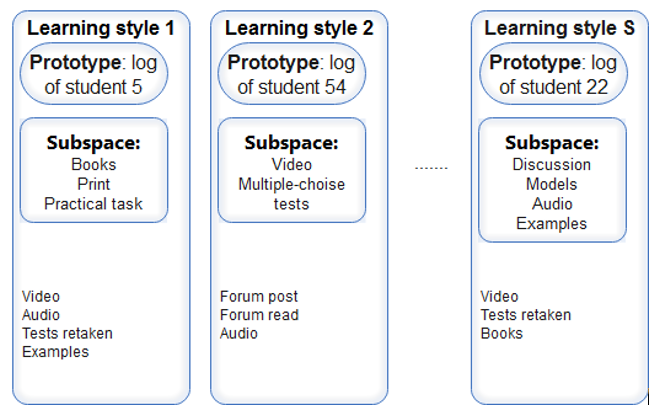 Learning style 1
Prototype: log
of student 5
Subspace:
Books
Print
Practical task
Video
Audio
Tests retaken
Examples
Learning style 2
Prototype: log
of student 54
Subspace:
Video
Multiple-choise
tests
Forum post
Forum read
Audio
.......
Learning style S
Prototype: log
of student 22
Subspace:
Discussion
Models
Audio
Examples
Video
Tests retaken
Books